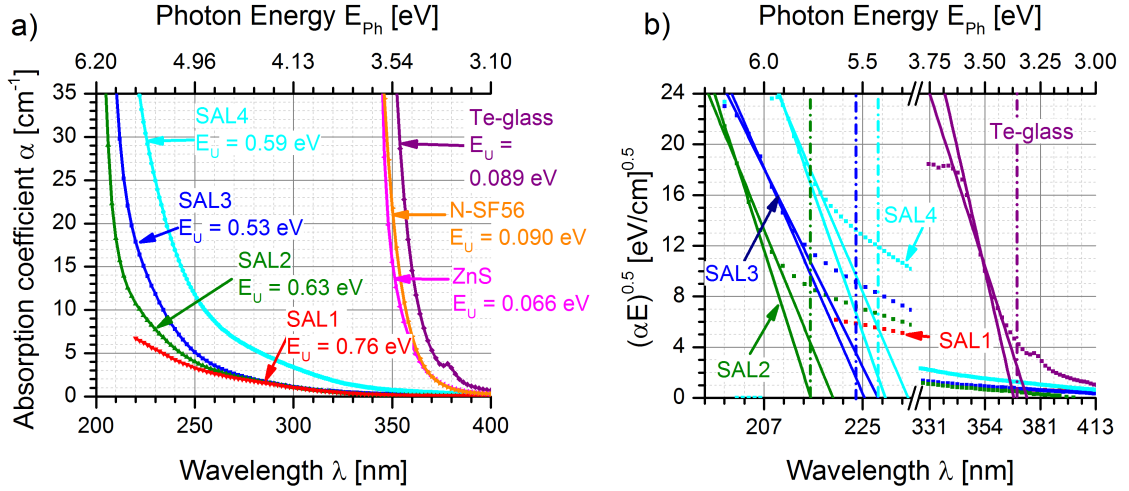 a)
Photon Energy E_Ph [eV]
6.20 4.96 4.13 3.54 3.10
Absorption coefficient α [cm⁻¹]
35
30
25
20
15
10
5
0
SAL4
E_U = 0.59 eV
SAL3
E_U = 0.53 eV
SAL2
E_U = 0.63 eV
SAL1
E_U = 0.76 eV
Te-glass
E_U =
0.089 eV
N-SF56
E_U = 0.090 eV
ZnS
E_U = 0.066 eV
200 250 300 350 400
Wavelength λ [nm]
b)
Photon Energy E_Ph [eV]
6.0 5.5 3.75 3.50 3.25 3.00
(αE)^0.5 [eV/cm]^0.5
24
20
16
12
8
4
0
Te-glass
SAL4
SAL3
SAL2
SAL1
207 225 331 354 381 413
Wavelength λ [nm]